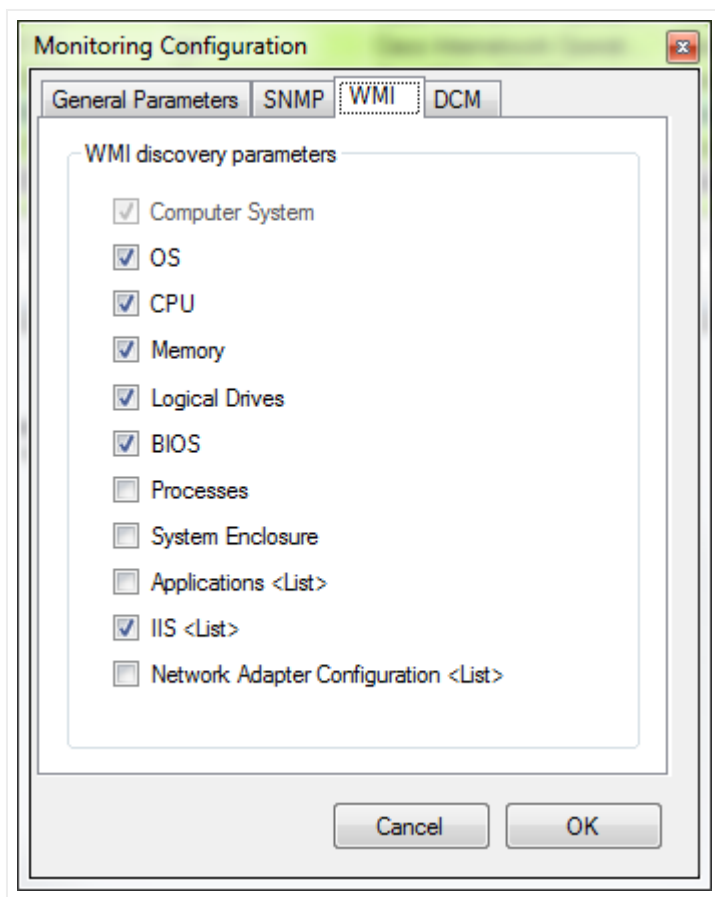 Monitoring Configuration
General Parameters SNMP WMI DCM
WMI discovery parameters
Computer System
OS
CPU
Memory
Logical Drives
BIOS
Processes
System Enclosure
Applications <List>
IIS <List>
Network Adapter Configuration <List>
Cancel OK